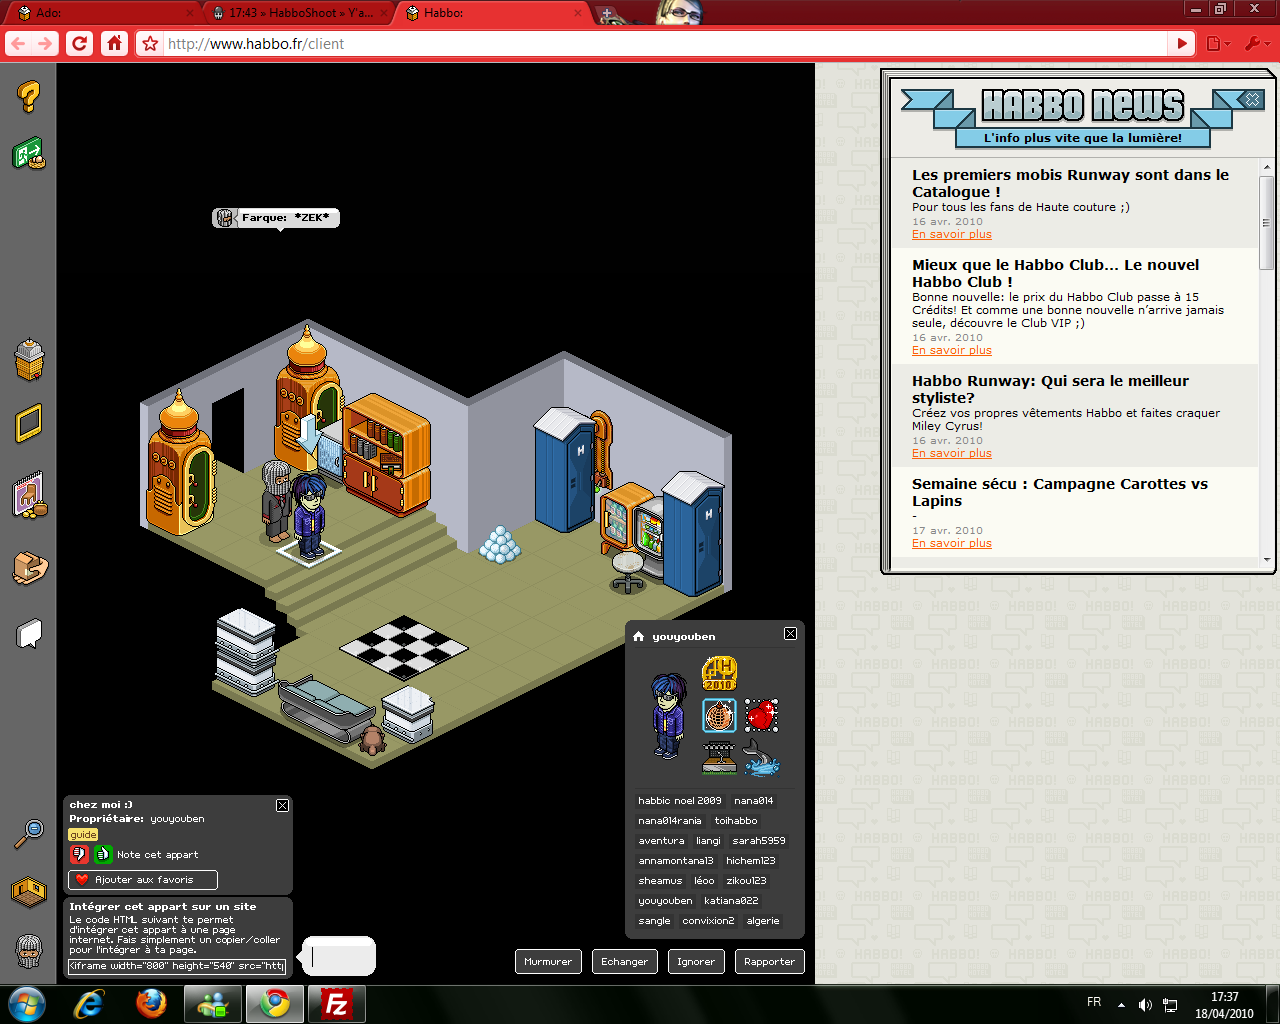 Ado:
17:43 » HabboShoot » Y'a...
Habbo:
http://www.habbo.fr/client
HABBO NEWS
L'info plus vite que la lumière!
Les premiers mobis Runway sont dans le
Catalogue !
Pour tous les fans de Haute couture ;)
16 avr. 2010
En savoir plus
Mieux que le Habbo Club... Le nouvel
Habbo Club !
Bonne nouvelle: le prix du Habbo Club passe à 15
Crédits! Et comme une bonne nouvelle n'arrive jamais
seule, découvre le Club VIP ;)
16 avr. 2010
En savoir plus
Habbo Runway: Qui sera le meilleur
styliste?
Créez vos propres vêtements Habbo et faites craquer
Miley Cyrus!
16 avr. 2010
En savoir plus
Semaine sécu : Campagne Carottes vs
Lapins
-
17 avr. 2010
En savoir plus
Farque: *ZEK*
H
H
youyouben
H
2010
habbic noel 2009 nana014
nana014rania toihabbo
aventura liangi sarah5959
annamontana13 hichem123
sheamus léoo zikou123
youyouben katiana022
sangle convixion2 algerie
Murmurer Echanger Ignorer Rapporter
chez moi :)
Propriétaire: youyouben
guide
Note cet appart
Ajouter aux favoris
Intégrer cet appart sur un site
Le code HTML suivant te permet
d'intégrer cet appart à une page
internet. Fais simplement un copier/coller
pour l'intégrer à ta page.
<iframe width="800" height="540" src="htt
FR
17:37
18/04/2010